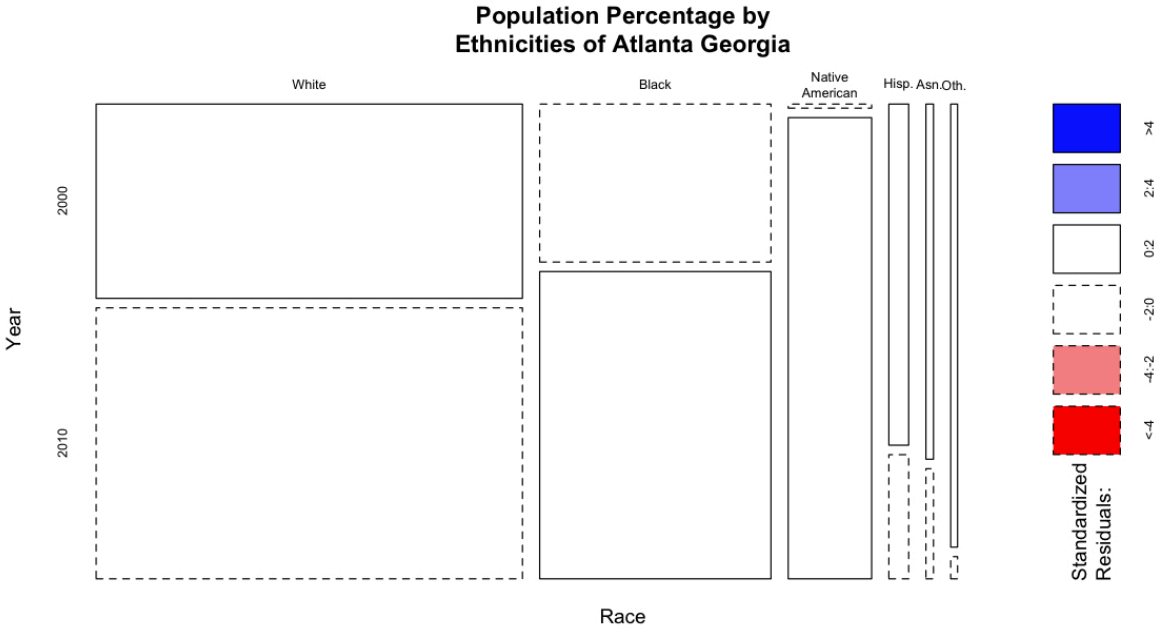 Population Percentage by
Ethnicities of Atlanta Georgia
White
Black
Native
American
Hisp.
Asn.
Oth.
Year
2000
2010
Race
>4
2:4
0:2
-2:0
-4:-2
<-4
Standardized
Residuals: